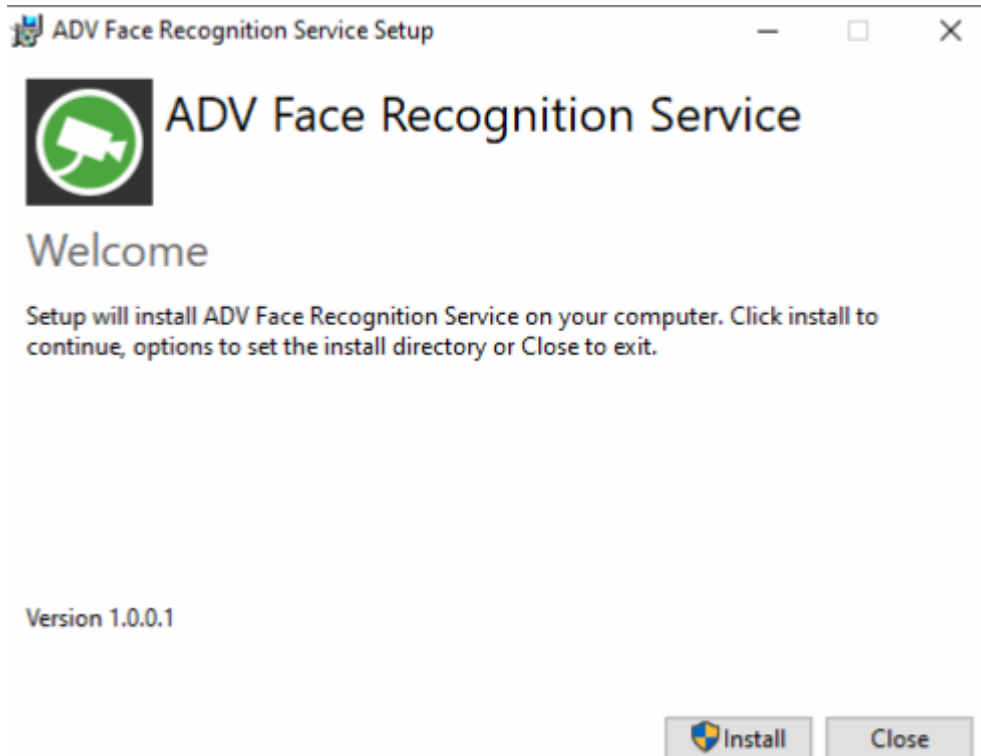 ADV Face Recognition Service Setup
ADV Face Recognition Service
Welcome
Setup will install ADV Face Recognition Service on your computer. Click install to
continue, options to set the install directory or Close to exit.
Version 1.0.0.1
Install
Close